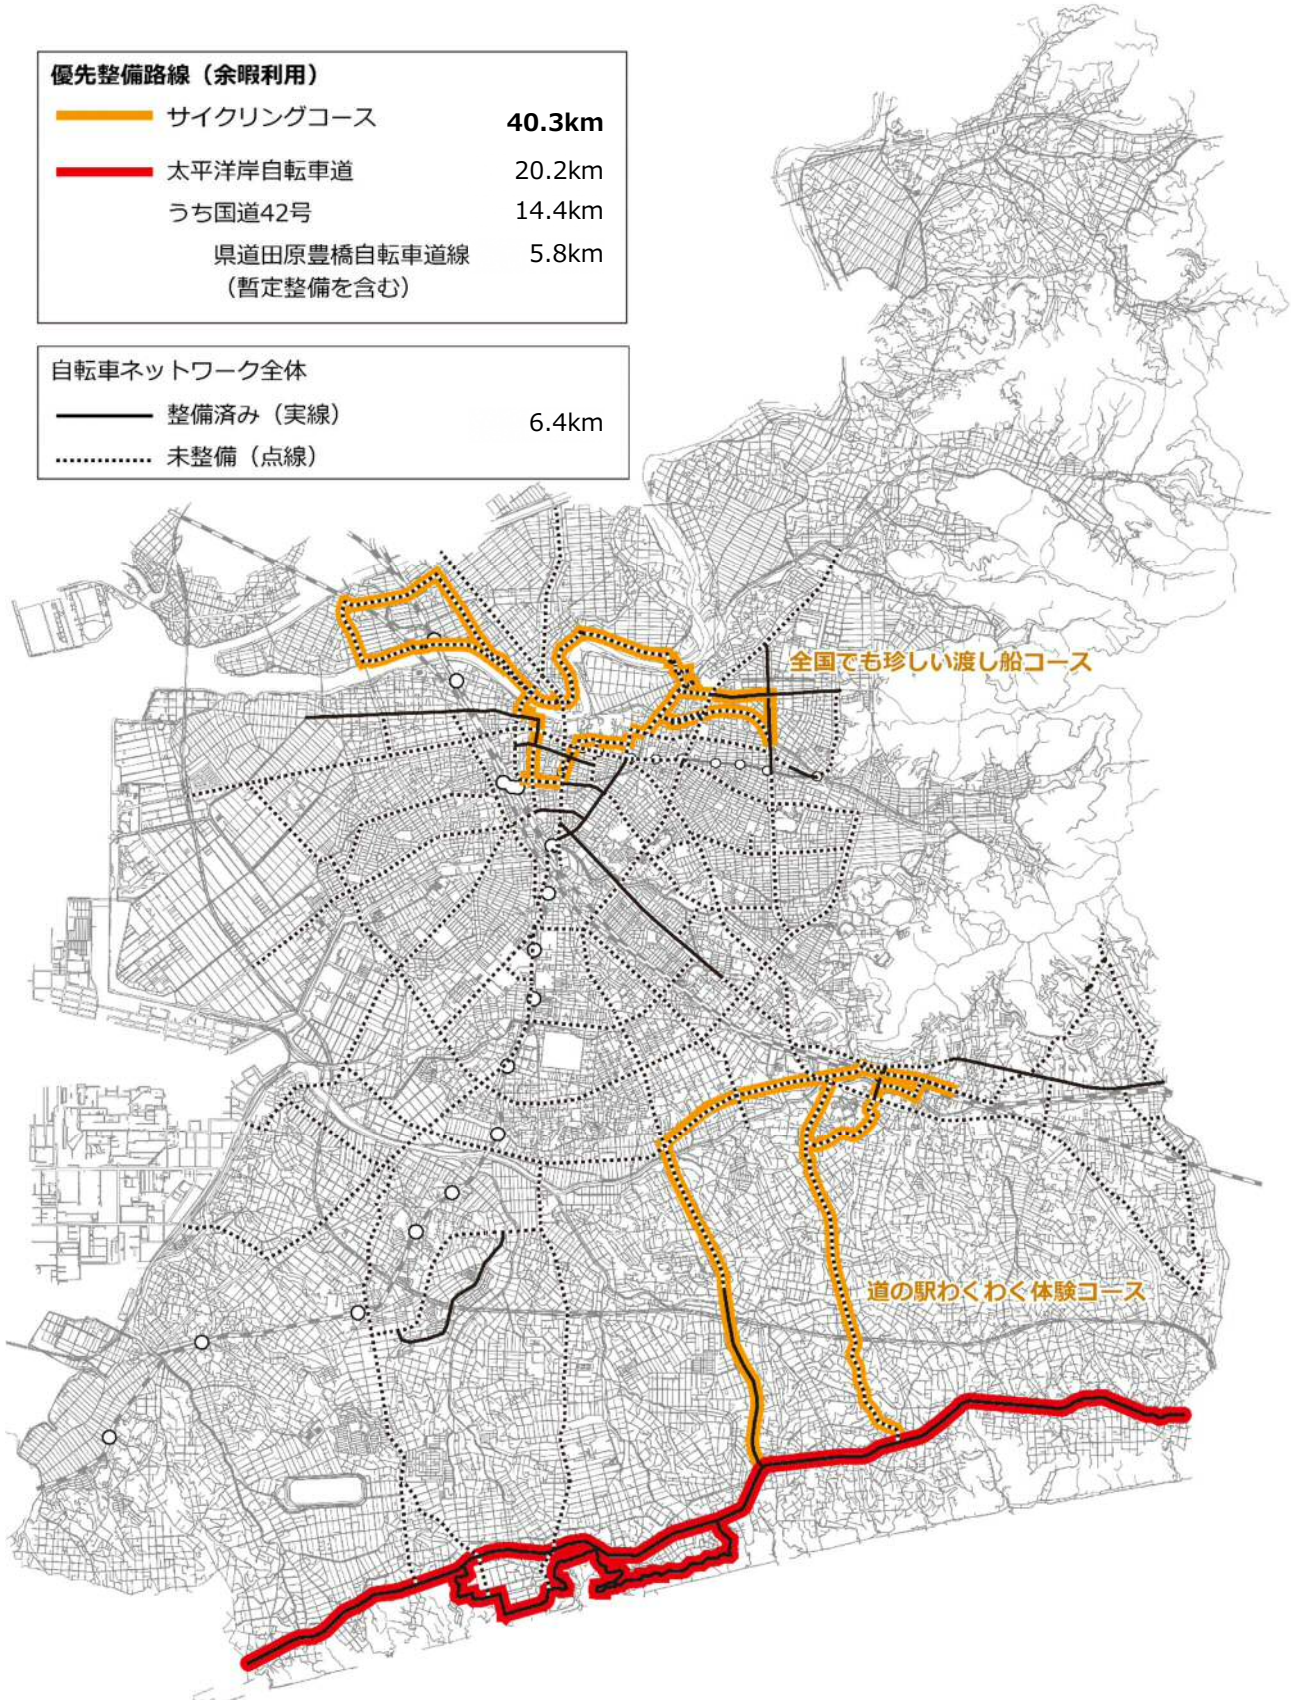 優先整備路線（余暇利用）
サイクリングコース 40.3km
太平洋岸自転車道 20.2km
うち国道42号 14.4km
県道田原豊橋自転車道線 5.8km
（暫定整備を含む）
自転車ネットワーク全体
整備済み（実線） 6.4km
未整備（点線）
全国でも珍しい渡し船コース
道の駅わくわく体験コース